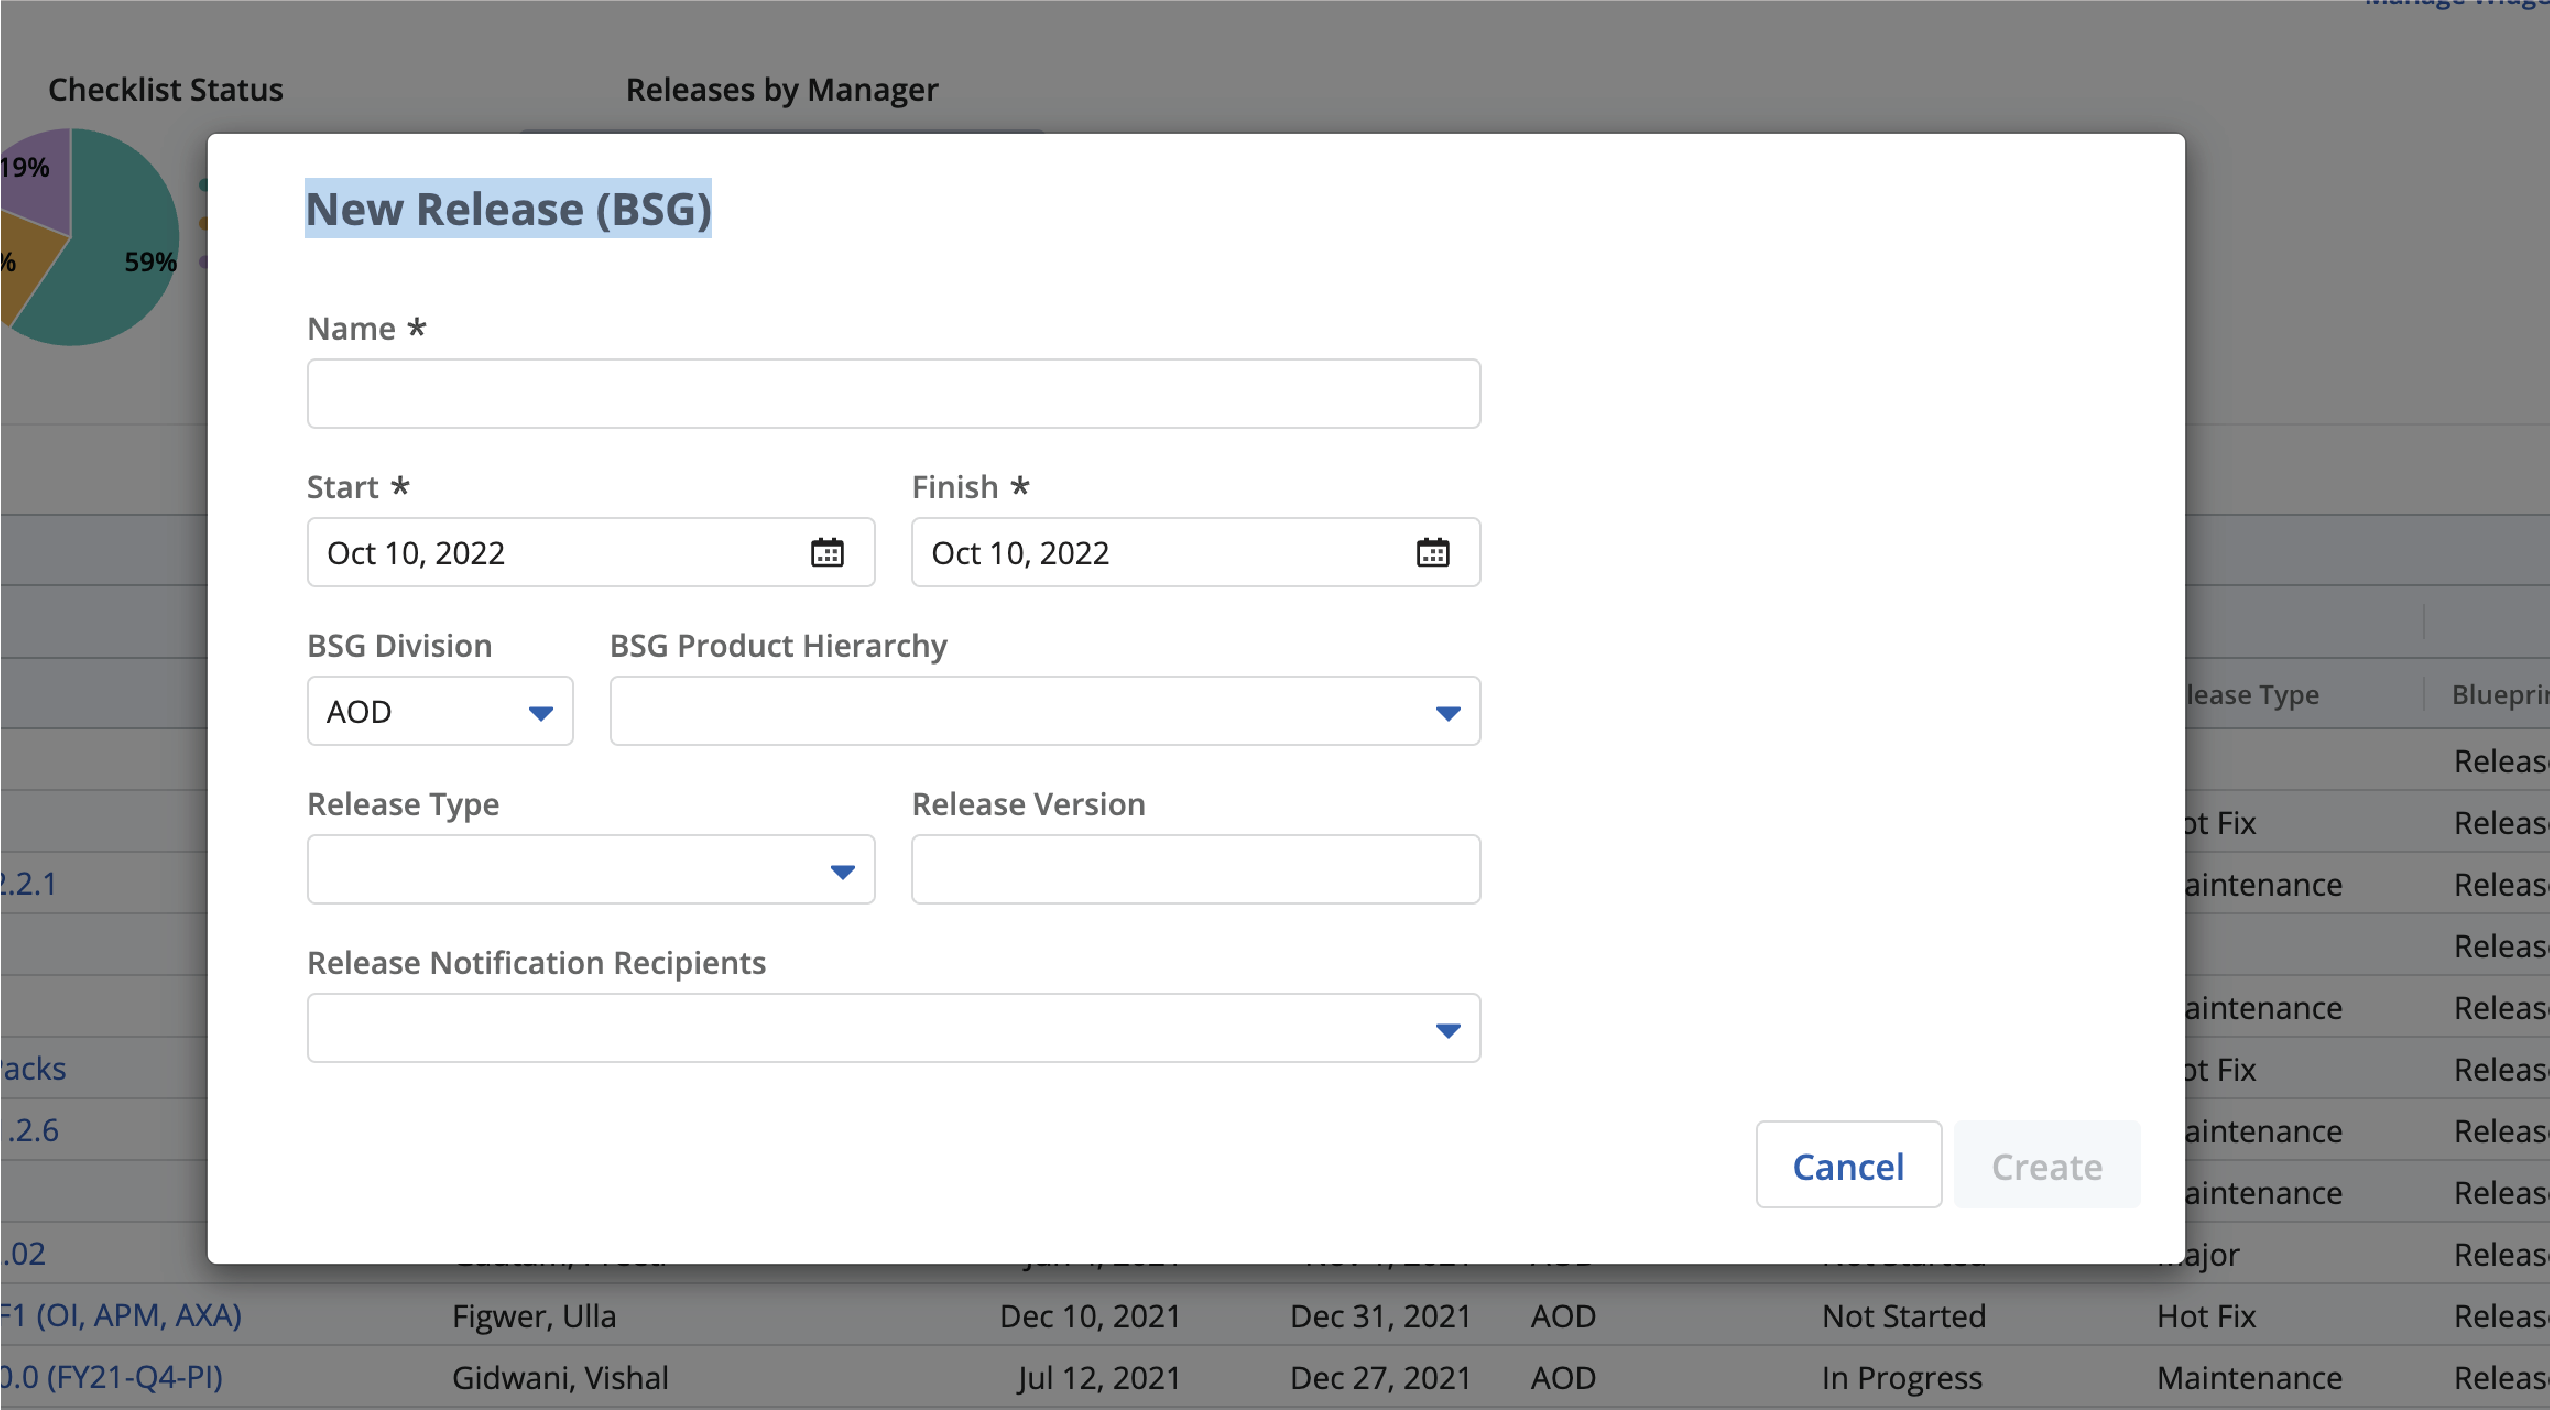 Checklist Status Releases by Manager
19%
%
59%
New Release (BSG)
Name *
Start * Finish *
Oct 10, 2022 Oct 10, 2022
BSG Division BSG Product Hierarchy
AOD
Release Type Release Version
Release Notification Recipients
Cancel Create
lease Type Blueprin
Releas
ot Fix Releas
2.2.1 aintenance Releas
Releas
aintenance Releas
acks ot Fix Releas
.2.6 aintenance Releas
aintenance Releas
.02 ajor Releas
F1 (OI, APM, AXA) Figwer, Ulla Dec 10, 2021 Dec 31, 2021 AOD Not Started Hot Fix Releas
0.0 (FY21-Q4-PI) Gidwani, Vishal Jul 12, 2021 Dec 27, 2021 AOD In Progress Maintenance Releas